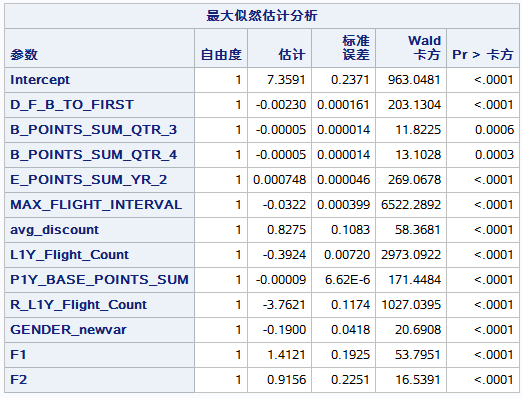 最大似然估计分析
参数 自由度 估计 标准误差 Wald 卡方 Pr > 卡方
Intercept 1 7.3591 0.2371 963.0481 <.0001
D_F_B_TO_FIRST 1 -0.00230 0.000161 203.1304 <.0001
B_POINTS_SUM_QTR_3 1 -0.00005 0.000014 11.8225 0.0006
B_POINTS_SUM_QTR_4 1 -0.00005 0.000014 13.1028 0.0003
E_POINTS_SUM_YR_2 1 0.000748 0.000046 269.0678 <.0001
MAX_FLIGHT_INTERVAL 1 -0.0322 0.000399 6522.2892 <.0001
avg_discount 1 0.8275 0.1083 58.3681 <.0001
L1Y_Flight_Count 1 -0.3924 0.00720 2973.0922 <.0001
P1Y_BASE_POINTS_SUM 1 -0.00009 6.62E-6 171.4484 <.0001
R_L1Y_Flight_Count 1 -3.7621 0.1174 1027.0395 <.0001
GENDER_newvar 1 -0.1900 0.0418 20.6908 <.0001
F1 1 1.4121 0.1925 53.7951 <.0001
F2 1 0.9156 0.2251 16.5391 <.0001